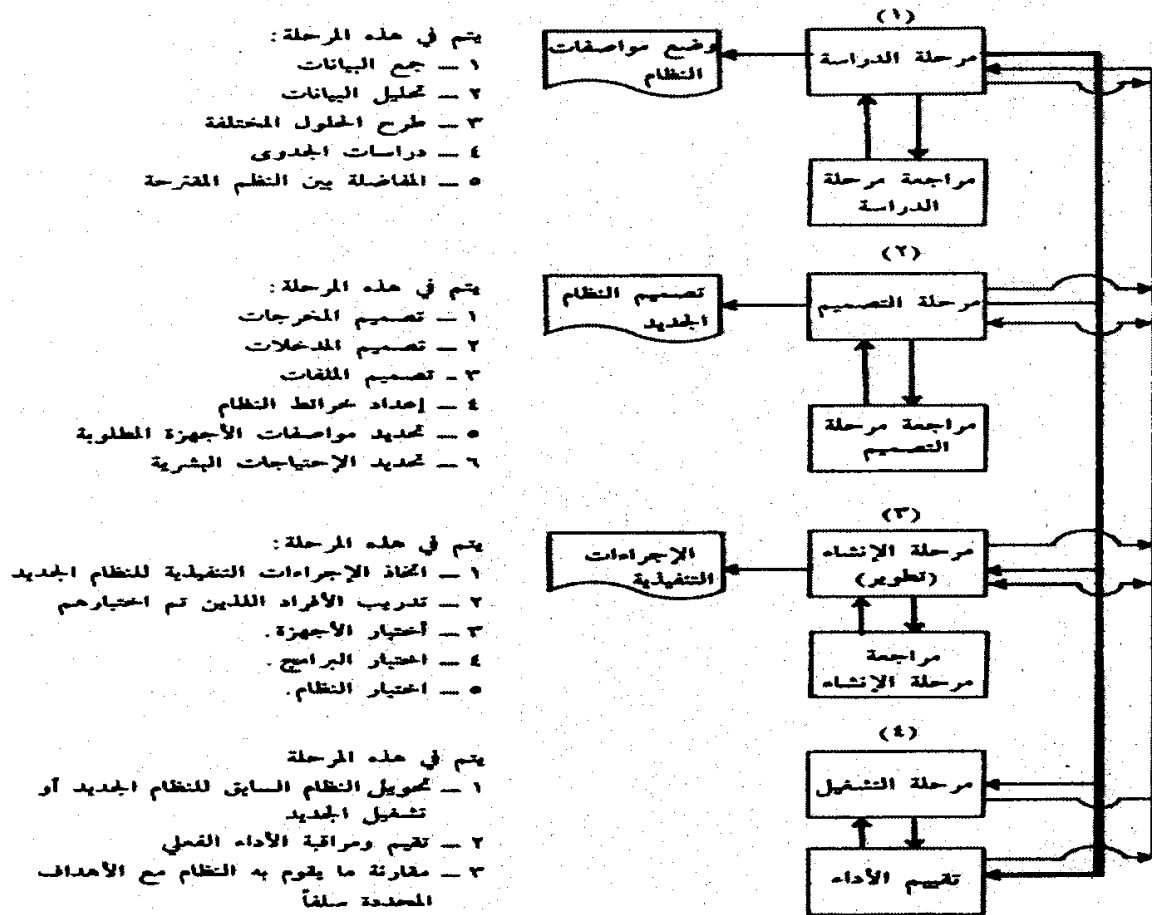 (١)
مرحلة الدراسة
وضع مواصفات
النظام
يتم في هذه المرحلة:
١ — جمع البيانات
٢ — تحليل البيانات
٣ — طرح الحلول المختلفة
٤ — دراسات الجدوى
٥ — المفاضلة بين النظم المقترحة
مراجعة مرحلة
الدراسة
(٢)
مرحلة التصميم
تصميم النظام
الجديد
يتم في هذه المرحلة:
١ — تصميم المخرجات
٢ — تصميم المدخلات
٣ - تصميم الملفات
٤ — إعداد خرائط النظام
٥ — تحديد مواصفات الأجهزة المطلوبة
٦ — تحديد الإحتياجات البشرية
مراجعة مرحلة
التصميم
(٣)
مرحلة الإنشاء
(تطوير)
الإجراءات
التنفيذية
يتم في هذه المرحلة:
١ — اتخاذ الإجراءات التنفيذية للنظام الجديد
٢ — تدريب الأفراد اللذين تم اختيارهم
٣ — أختيار الأجهزة.
٤ — اختبار البرامج.
٥ — اختبار النظام.
مراجعة
مرحلة الإنشاء
(٤)
مرحلة التشغيل
يتم في هذه المرحلة
١ — تحويل النظام السابق للنظام الجديد أو
تشغيل الجديد
٢ — تقيم ومراقبة الأداء الفعلي
٣ — مقارنة ما يقوم به النظام مع الأهداف
المحددة سلفاً
تقييم الأداء